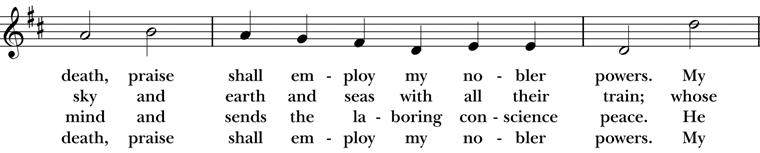 death, praise shall em - ploy my no - bler powers. My
sky and earth and seas with all their train; whose
mind and sends the la - boring con - science peace. He
death, praise shall em - ploy my no - bler powers. My